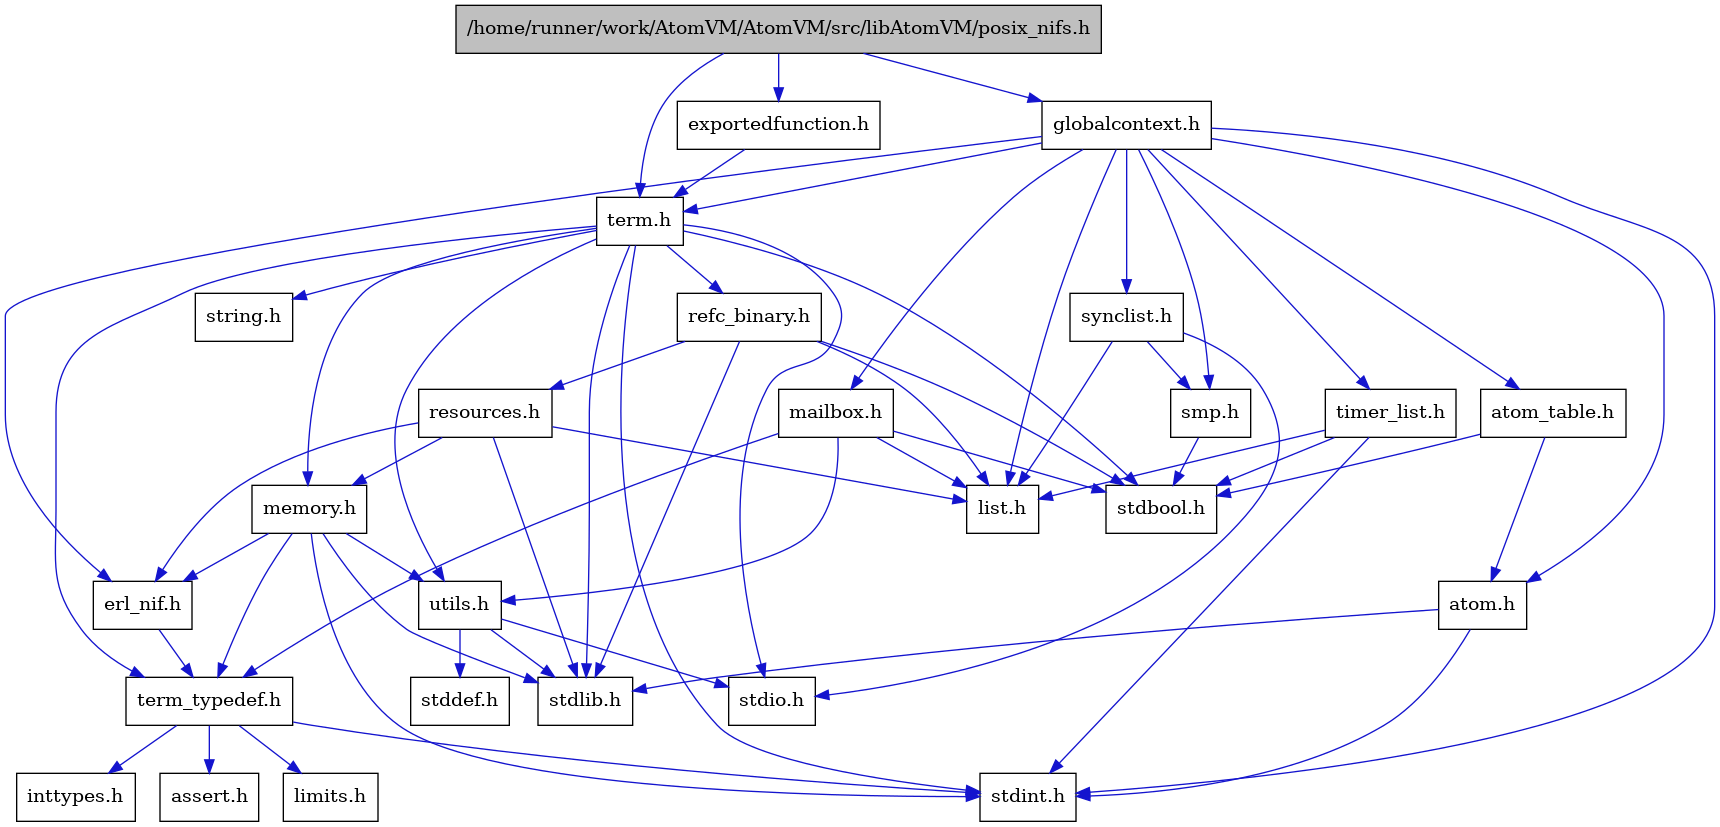 /home/runner/work/AtomVM/AtomVM/src/libAtomVM/posix_nifs.h
exportedfunction.h
globalcontext.h
term.h
string.h
refc_binary.h
synclist.h
resources.h
mailbox.h
smp.h
timer_list.h
atom_table.h
memory.h
list.h
stdbool.h
erl_nif.h
utils.h
atom.h
term_typedef.h
stddef.h
stdlib.h
stdio.h
inttypes.h
assert.h
limits.h
stdint.h